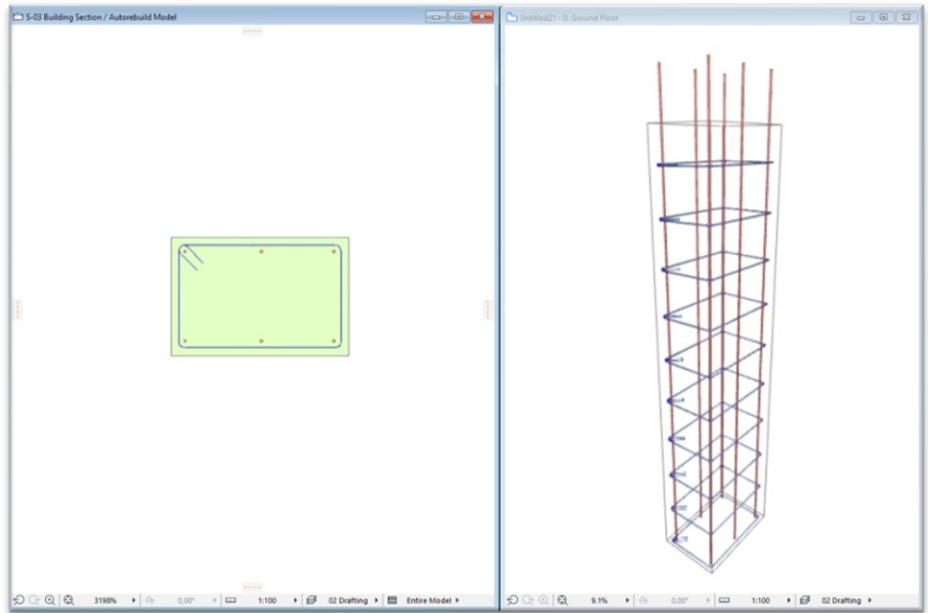 S-03 Building Section / Autorebuild Model
Untitled21 - 0. Ground Floor
3198% 0,00° 1:100 02 Drafting Entire Model
9.1% 0,00° 1:100 02 Drafting